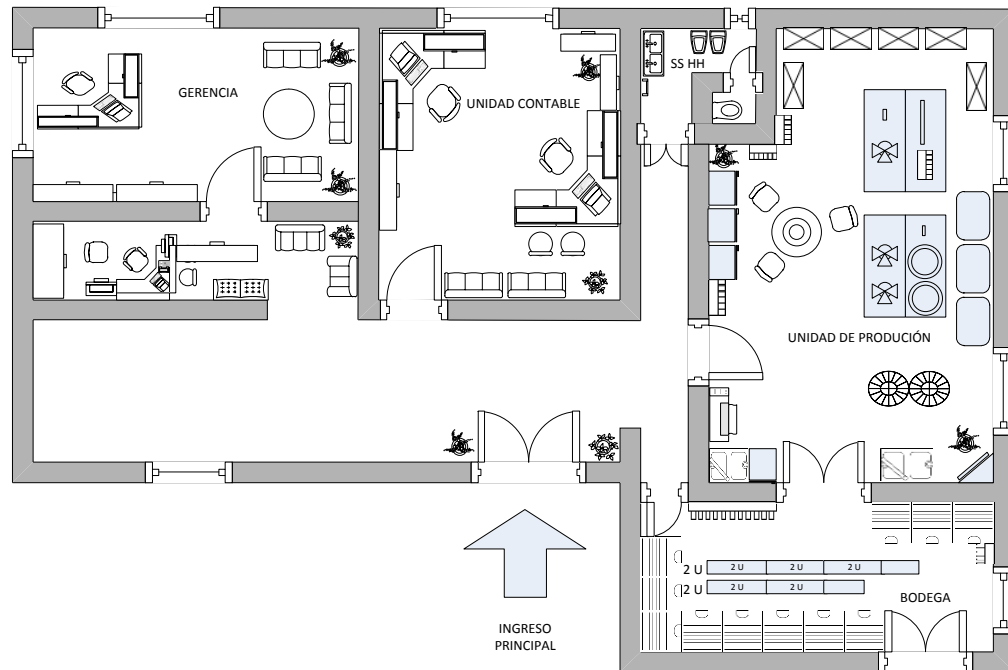 GERENCIA
UNIDAD CONTABLE
SS HH
UNIDAD DE PRODUCIÓN
2 U
2 U
2 U
2 U
2 U
2 U
2 U
BODEGA
INGRESO
PRINCIPAL